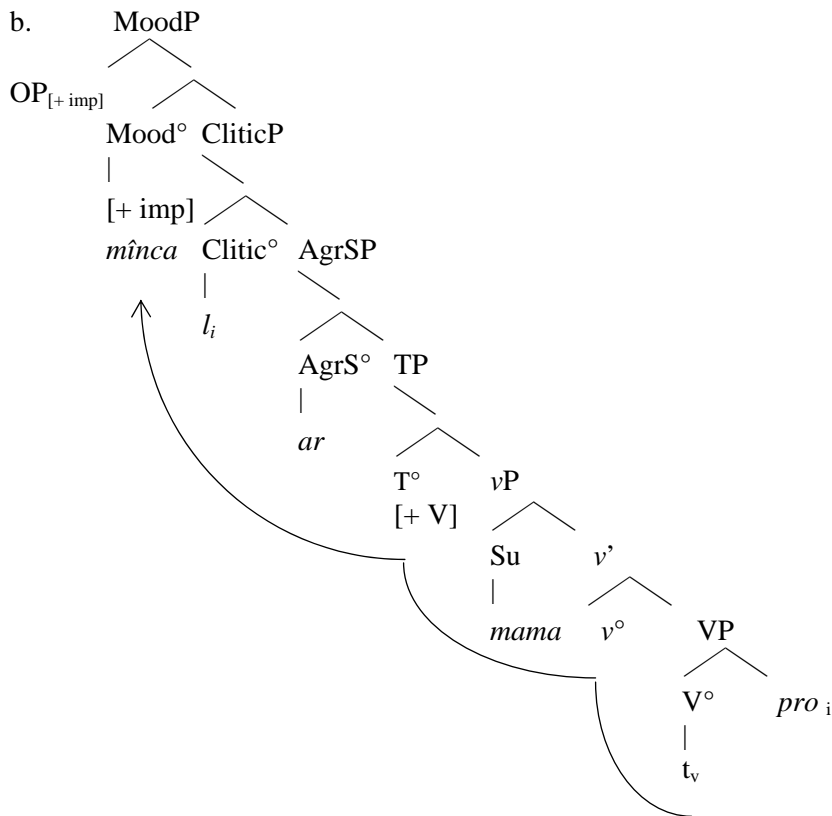 b. MoodP
OP[+ imp]
Mood° CliticP
[+ imp]
mînca Clitic° AgrSP
li
AgrS° TP
ar
T° vP
[+ V]
Su v’
mama v° VP
V° pro i
tv